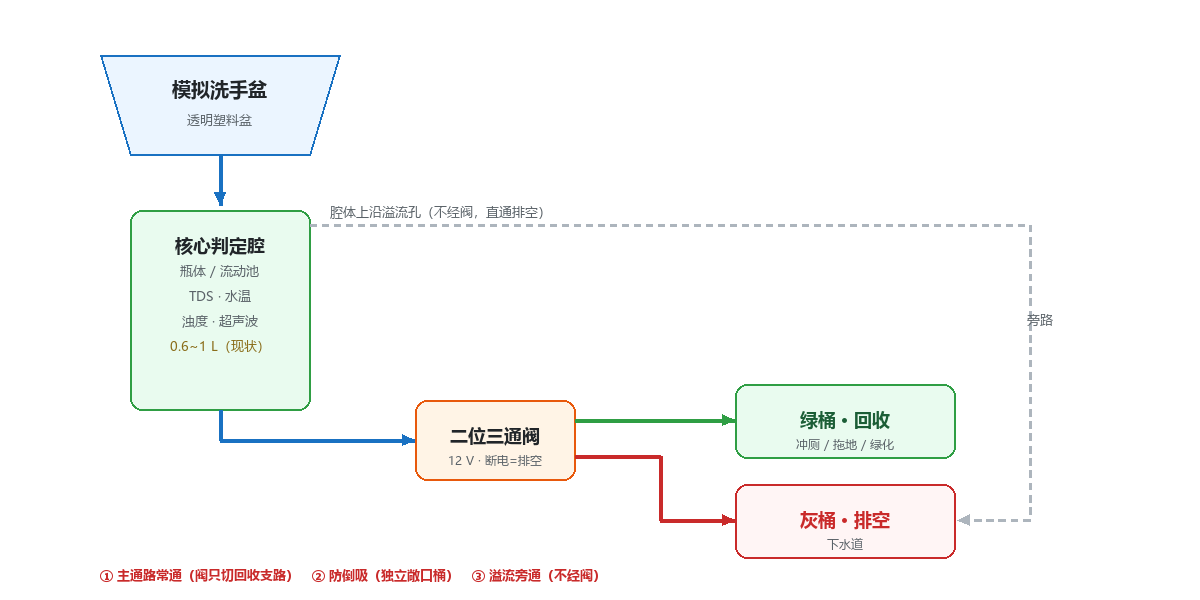 模拟洗手盆
透明塑料盆
腔体上沿溢流孔（不经阀，直通排空）
核心判定腔
瓶体 / 流动池
TDS · 水温
浊度 · 超声波
0.6~1 L（现状）
旁路
二位三通阀
12 V · 断电=排空
绿桶 · 回收
冲厕 / 拖地 / 绿化
灰桶 · 排空
下水道
① 主通路常通（阀只切回收支路） ② 防倒吸（独立敞口桶） ③ 溢流旁通（不经阀）